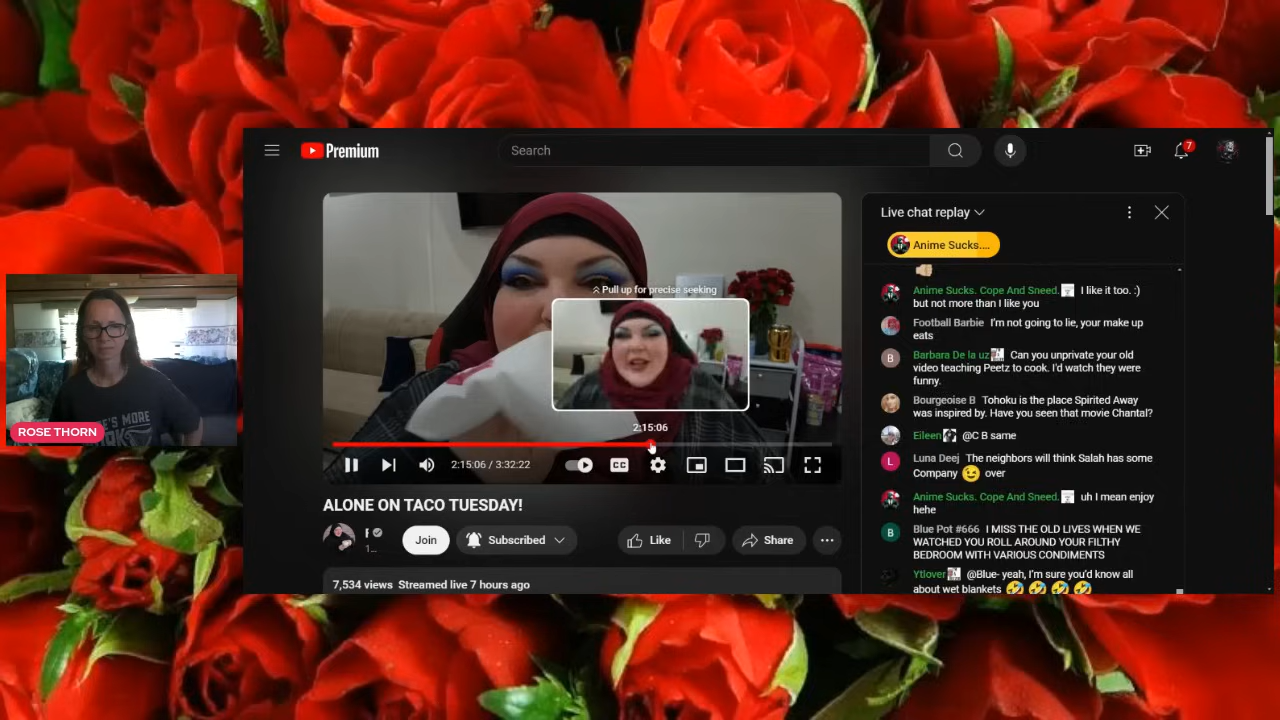 Premium
Search
7
Pull up for precise seeking
2:15:06
2:15:06 / 3:32:22
CC
ALONE ON TACO TUESDAY!
Join
Subscribed
Like
Share
7,534 views Streamed live 7 hours ago
ROSE THORN
Live chat replay
Anime Sucks....
Anime Sucks. Cope And Sneed. I like it too. :)
but not more than I like you
Football Barbie I'm not going to lie, your make up
eats
Barbara De la uz Can you unprivate your old
video teaching Peetz to cook. I'd watch they were
funny.
Bourgeoise B Tohoku is the place Spirited Away
was inspired by. Have you seen that movie Chantal?
Eileen @C B same
L Luna Deej The neighbors will think Salah has some
Company 😉 over
Anime Sucks. Cope And Sneed. uh I mean enjoy
hehe
B Blue Pot #666 I MISS THE OLD LIVES WHEN WE
WATCHED YOU ROLL AROUND YOUR FILTHY
BEDROOM WITH VARIOUS CONDIMENTS
Ytlover @Blue- yeah, I'm sure you'd know all
about wet blankets 🤣🤣🤣🤣